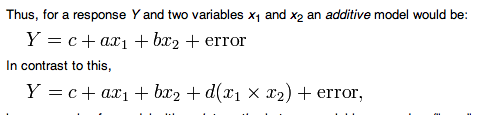 Thus, for a response Y and two variables x₁ and x₂ an additive model would be:
Y = c + ax₁ + bx₂ + error
In contrast to this,
Y = c + ax₁ + bx₂ + d(x₁ × x₂) + error,